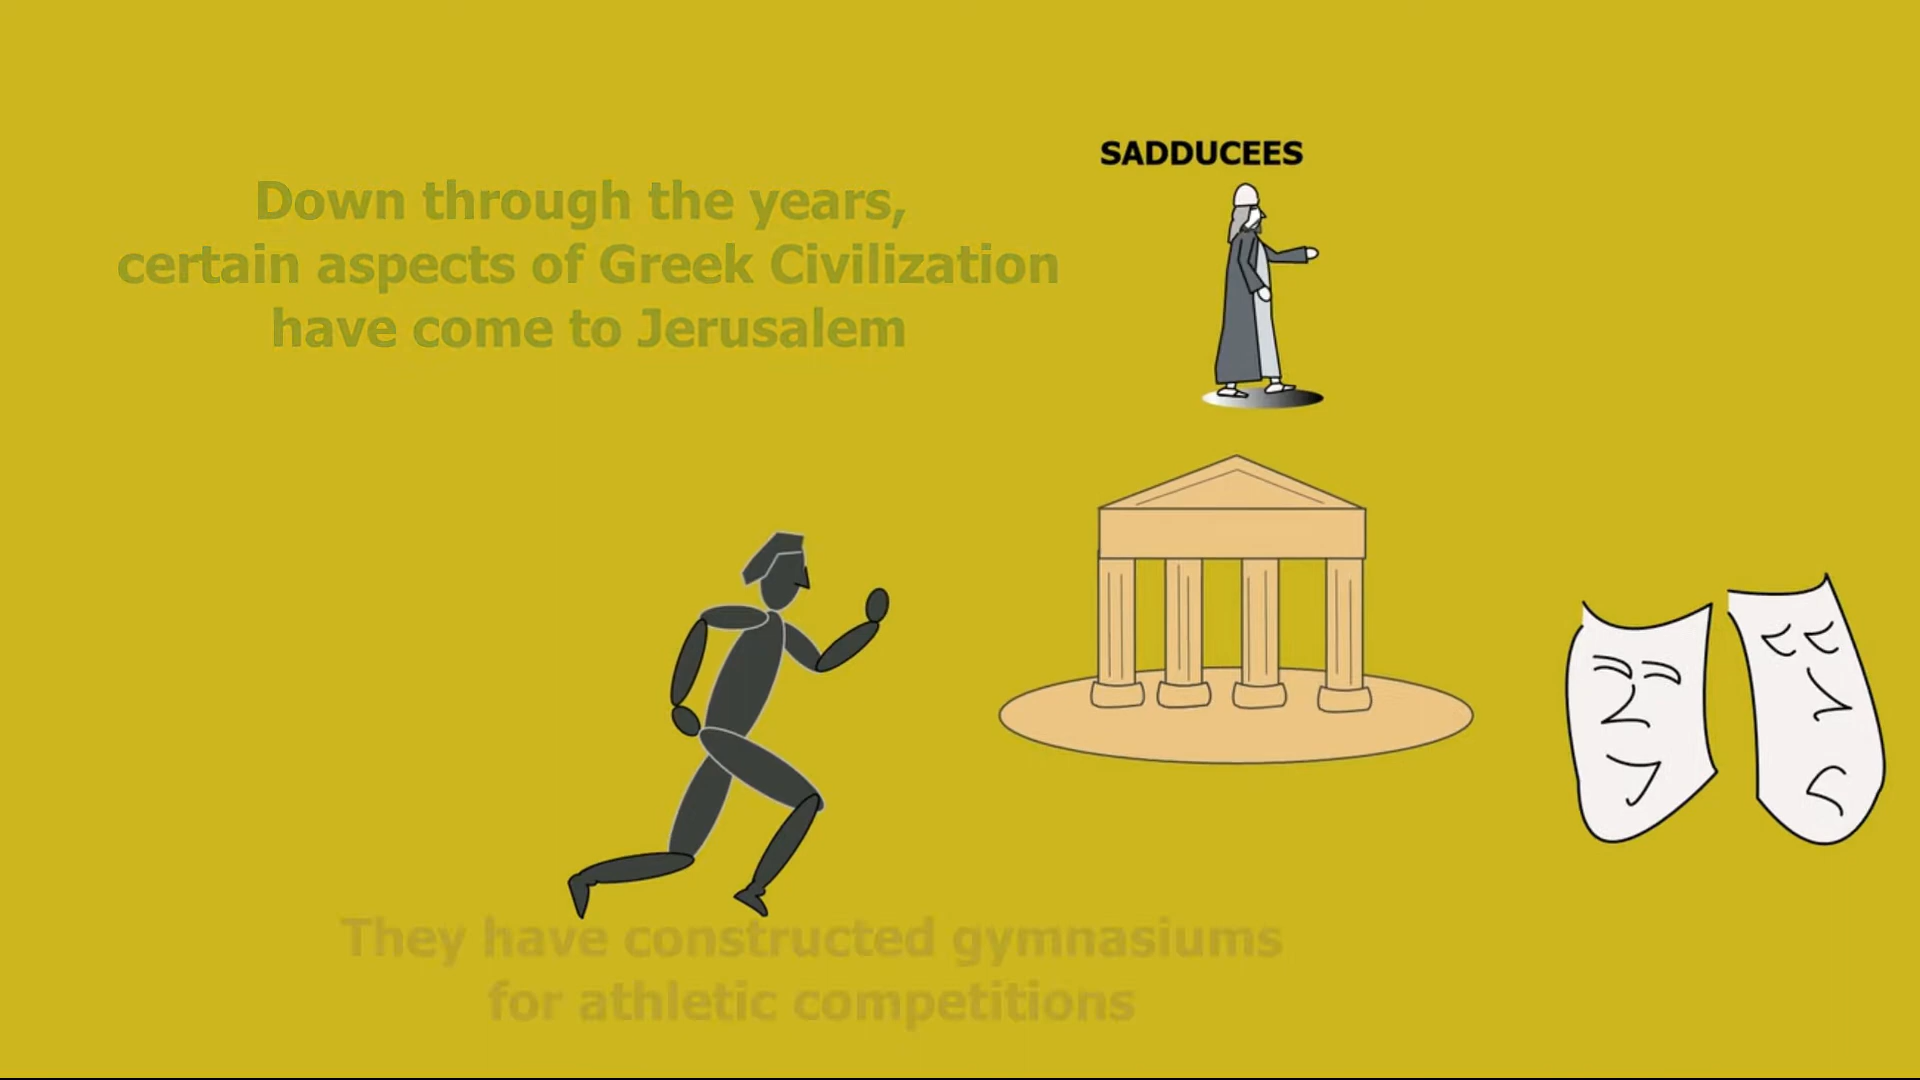 SADDUCEES
Down through the years,
certain aspects of Greek Civilization
have come to Jerusalem
They have constructed gymnasiums
for athletic competitions